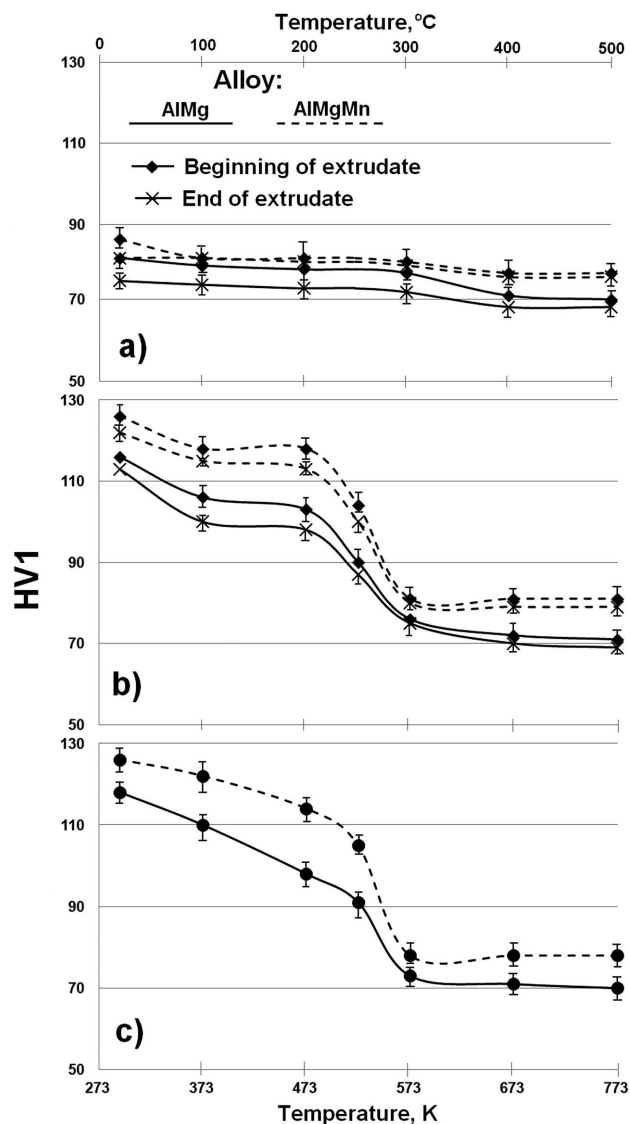 Temperature, °C
0 100 200 300 400 500
130
Alloy:
AlMg AlMgMn
110
Beginning of extrudate
End of extrudate
90
70
a)
50
130
110
HV1
90
70
b)
50
130
110
90
70
c)
50
273 373 473 573 673 773
Temperature, K